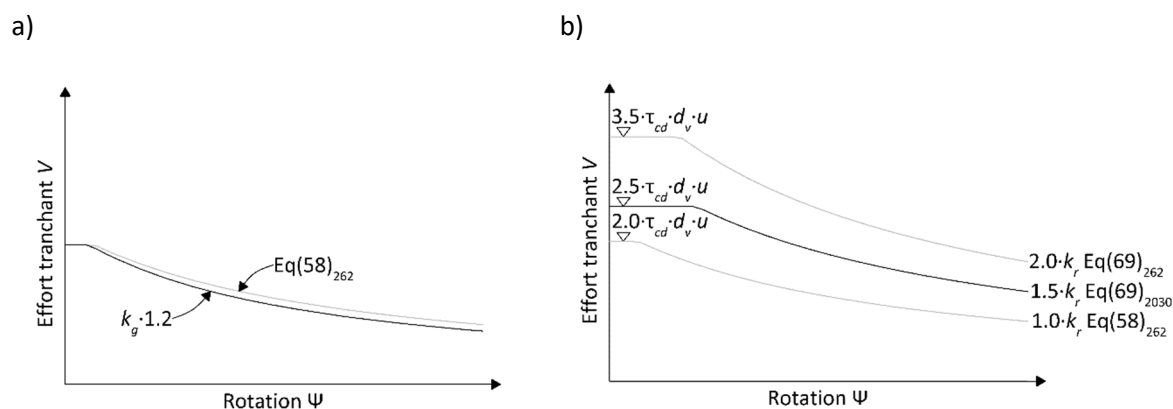 a)
Effort tranchant V
Eq(58)262
kg·1.2
Rotation Ψ
b)
Effort tranchant V
3.5·τcd·dv·u
2.5·τcd·dv·u
2.0·τcd·dv·u
2.0·kr Eq(69)262
1.5·kr Eq(69)2030
1.0·kr Eq(58)262
Rotation Ψ